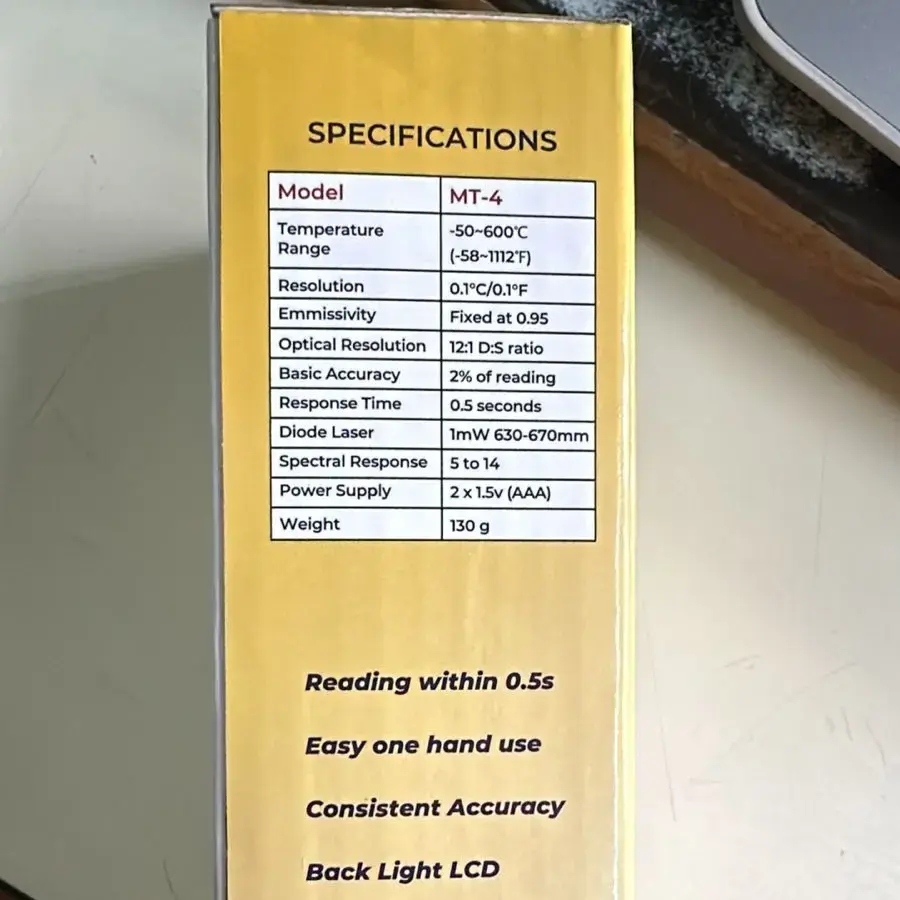 SPECIFICATIONS
Model MT-4
Temperature Range -50~600℃
(-58~1112℉)
Resolution 0.1°C/0.1°F
Emmissivity Fixed at 0.95
Optical Resolution 12:1 D:S ratio
Basic Accuracy 2% of reading
Response Time 0.5 seconds
Diode Laser 1mW 630-670mm
Spectral Response 5 to 14
Power Supply 2 x 1.5v (AAA)
Weight 130 g
Reading within 0.5s
Easy one hand use
Consistent Accuracy
Back Light LCD